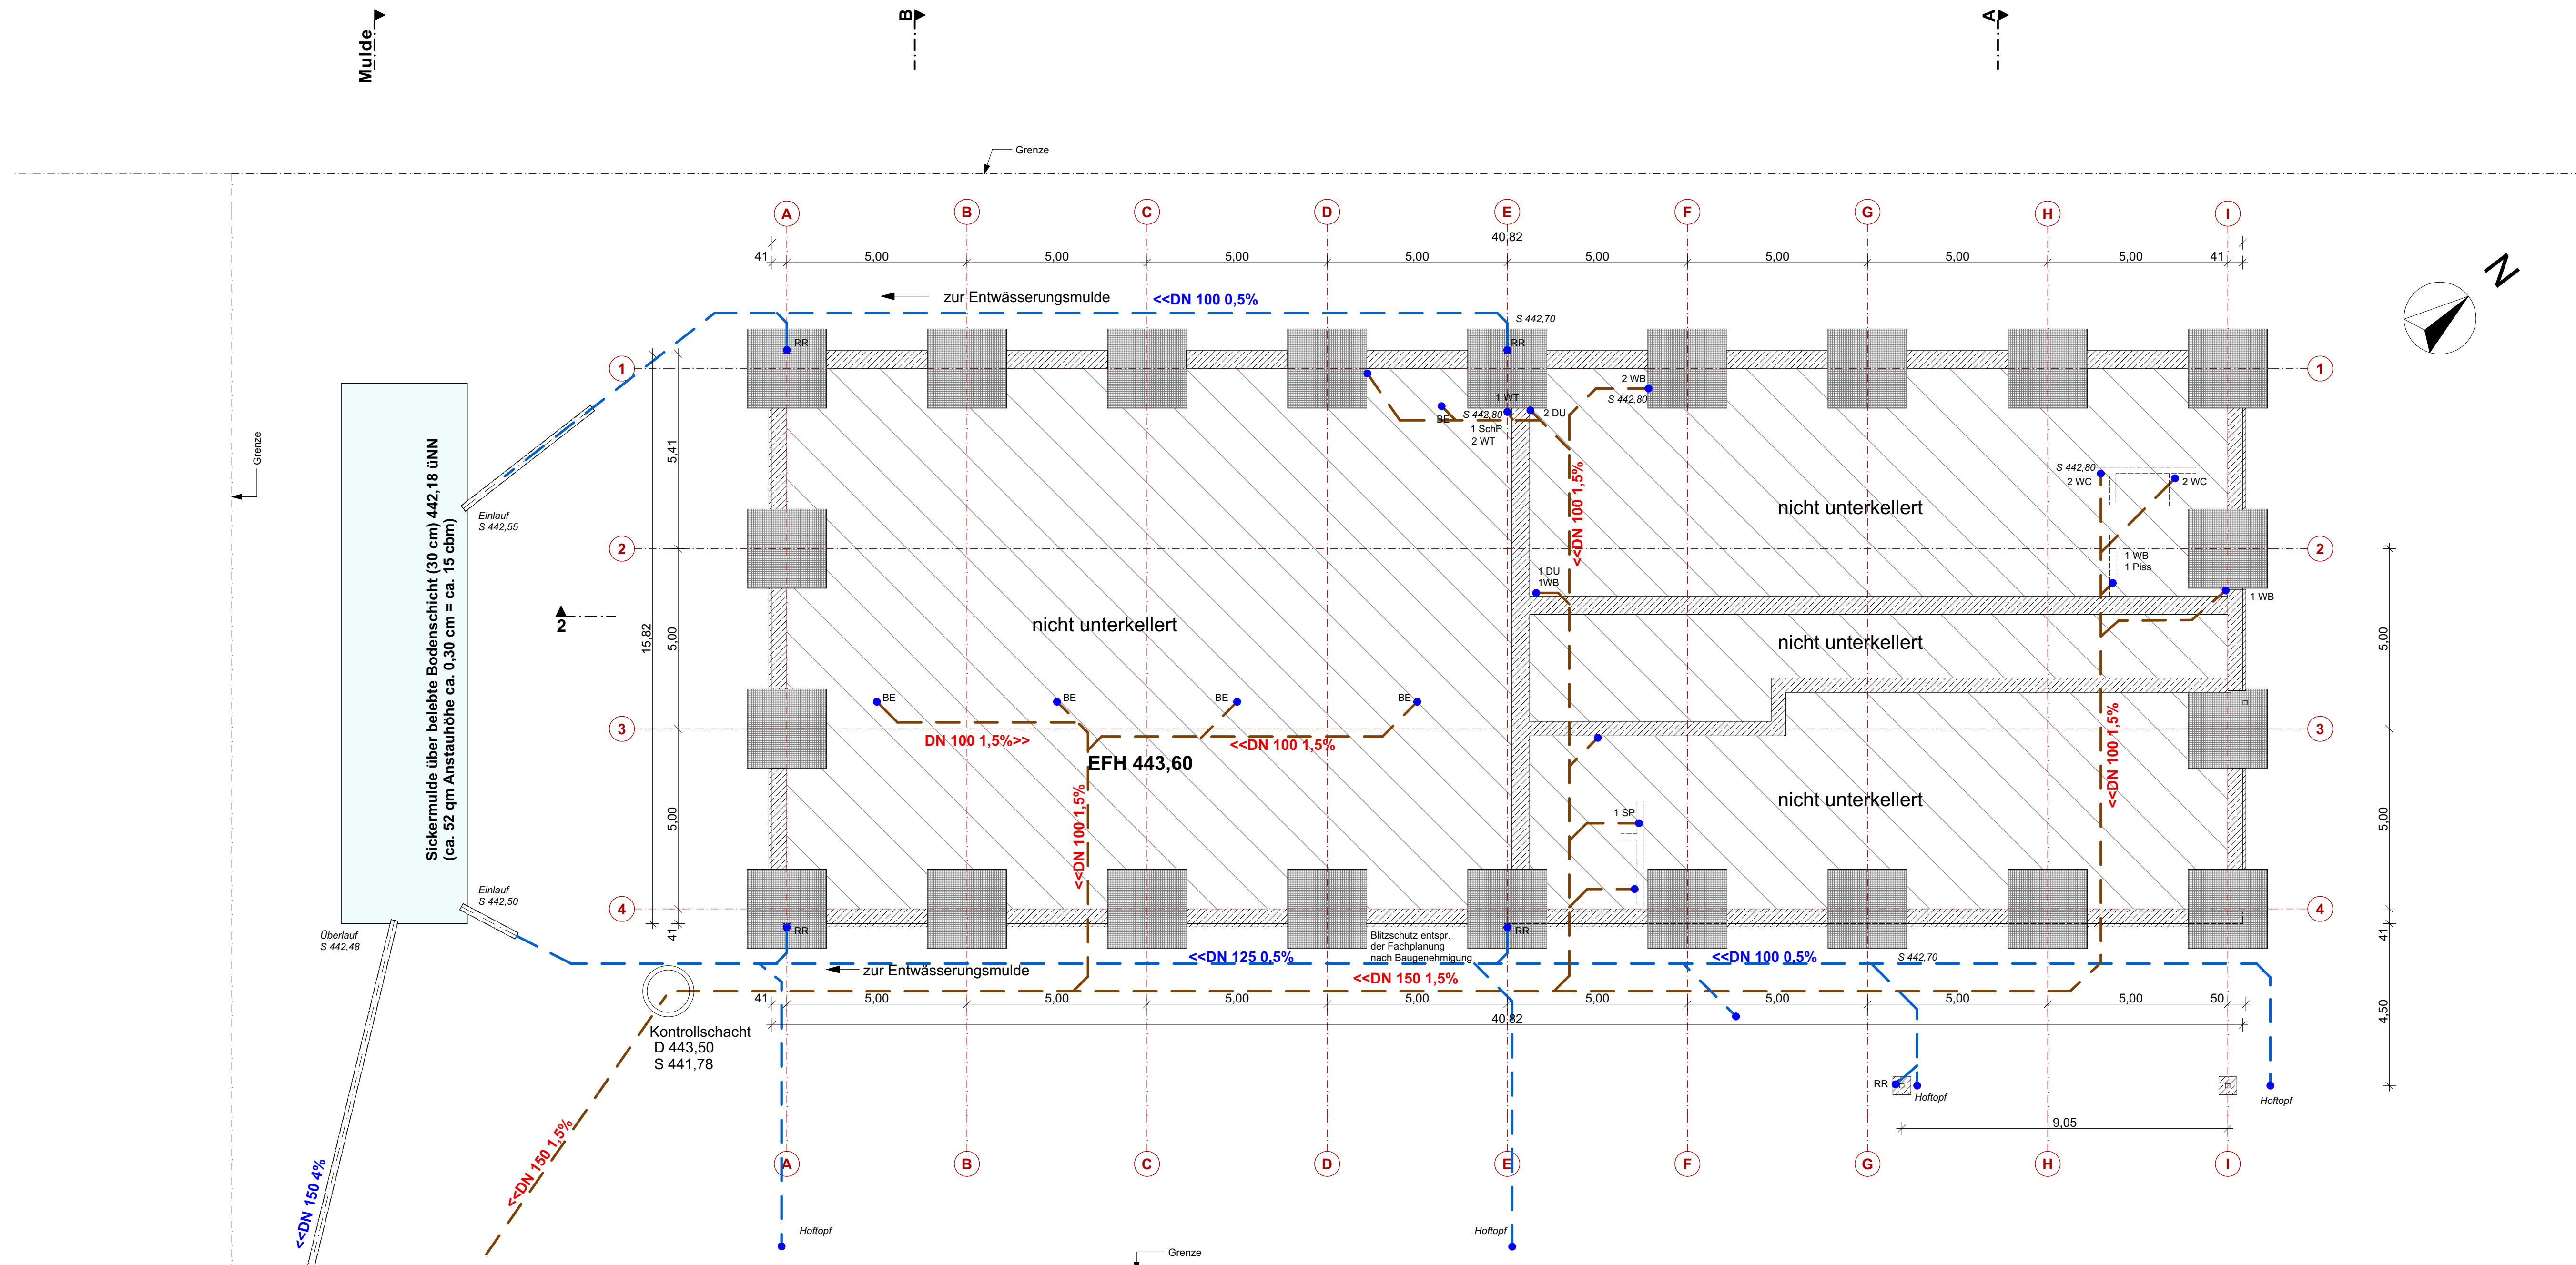 Mulde
B
A
Grenze
A
B
C
D
E
F
G
H
I
N
40,82
41
5,00
5,00
5,00
5,00
5,00
5,00
5,00
5,00
41
zur Entwässerungsmulde
<<DN 100 0,5%
S 442,70
RR
RR
1
1
2 WB
S 442,80
1 WT
S 442,80
2 DU
BE
1 SchP
2 WT
5,41
Grenze
Sickermulde über belebte Bodenschicht (30 cm) 442,18 üNN
(ca. 52 qm Anstauhöhe ca. 0,30 cm = ca. 15 cbm)
Einlauf
S 442,55
<<DN 100 1,5%
nicht unterkellert
S 442,80
2 WC
2 WC
2
2
1 DU
1WB
1 WB
1 Piss
1 WB
2
15,82
5,00
nicht unterkellert
nicht unterkellert
5,00
BE
BE
BE
BE
3
3
DN 100 1,5%>>
<<DN 100 1,5%
EFH 443,60
<<DN 100 1,5%
<<DN 100 1,5%
nicht unterkellert
1 SP
5,00
5,00
Einlauf
S 442,50
4
4
Überlauf
S 442,48
41
RR
RR
Blitzschutz entspr.
der Fachplanung
nach Baugenehmigung
41
<<DN 125 0,5%
<<DN 100 0,5%
S 442,70
zur Entwässerungsmulde
<<DN 150 1,5%
41
5,00
5,00
5,00
5,00
5,00
5,00
5,00
5,00
50
40,82
4,50
Kontrollschacht
D 443,50
S 441,78
RR
Hoftopf
Hoftopf
9,05
<<DN 150 1,5%
<<DN 150 4%
A
B
C
D
E
F
G
H
I
Hoftopf
Hoftopf
Grenze